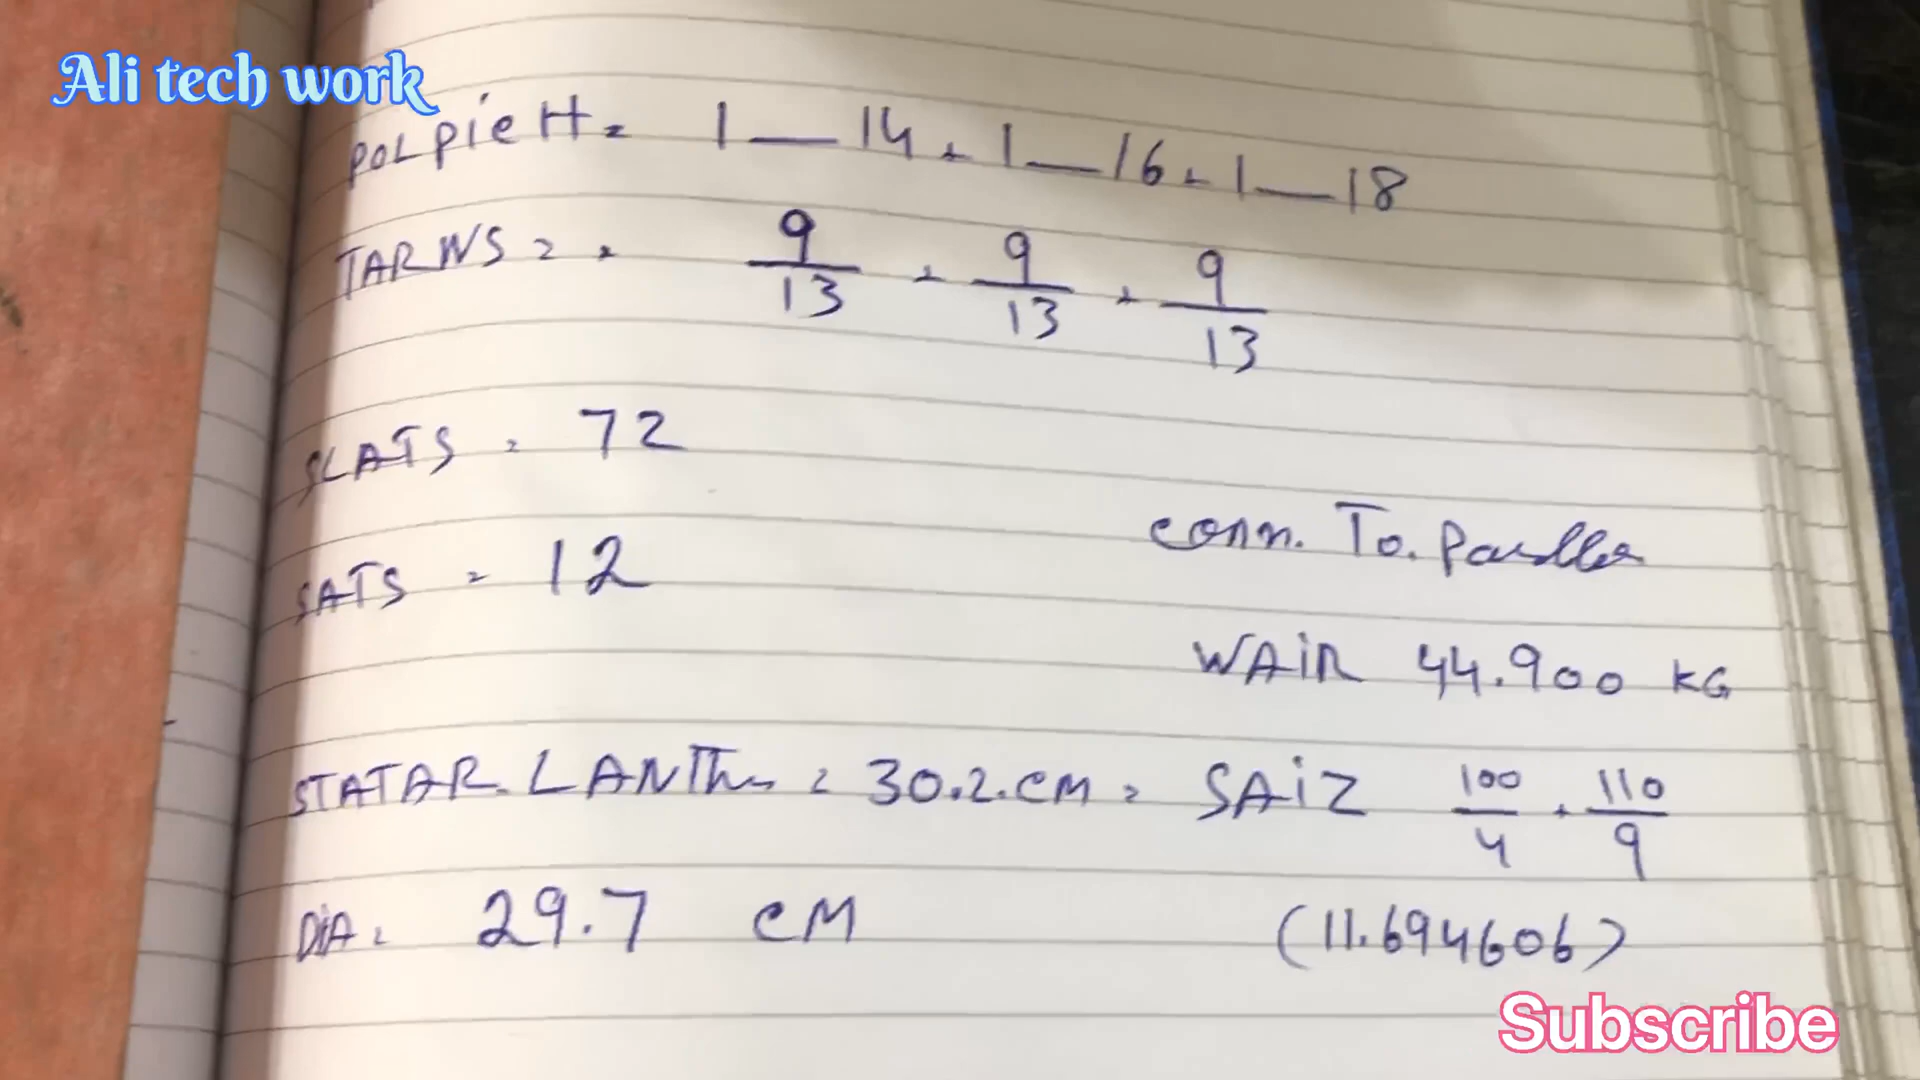 Ali tech work
POLPIEH = 1 — 14 . 1 — 16 . 1 — 18
TARNS = . 9/13 . 9/13 . 9/13
SLATS = 72
SATS = 12
conn. To.
WAIR 44.900 KG
STATAR. LANTh = 30.2.cM = SAIZ 100/4 . 110/9
DIA. 29.7 cM
(11.694606)
Subscribe